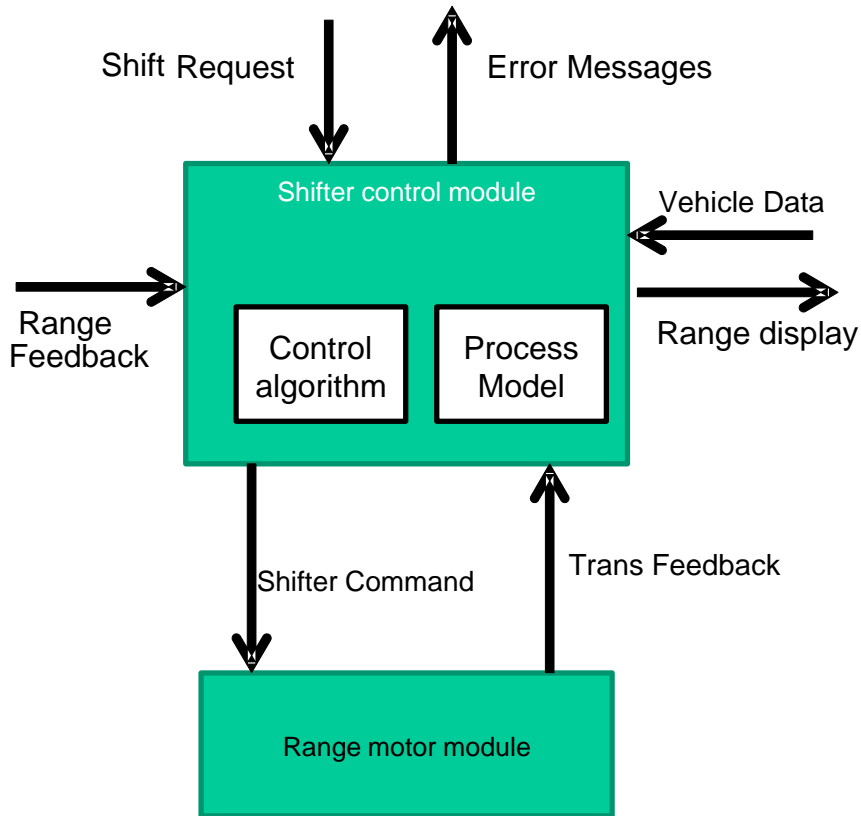 Shift Request
Error Messages
Shifter control module
Vehicle Data
Range
Feedback
Range display
Control
algorithm
Process
Model
Shifter Command
Trans Feedback
Range motor module